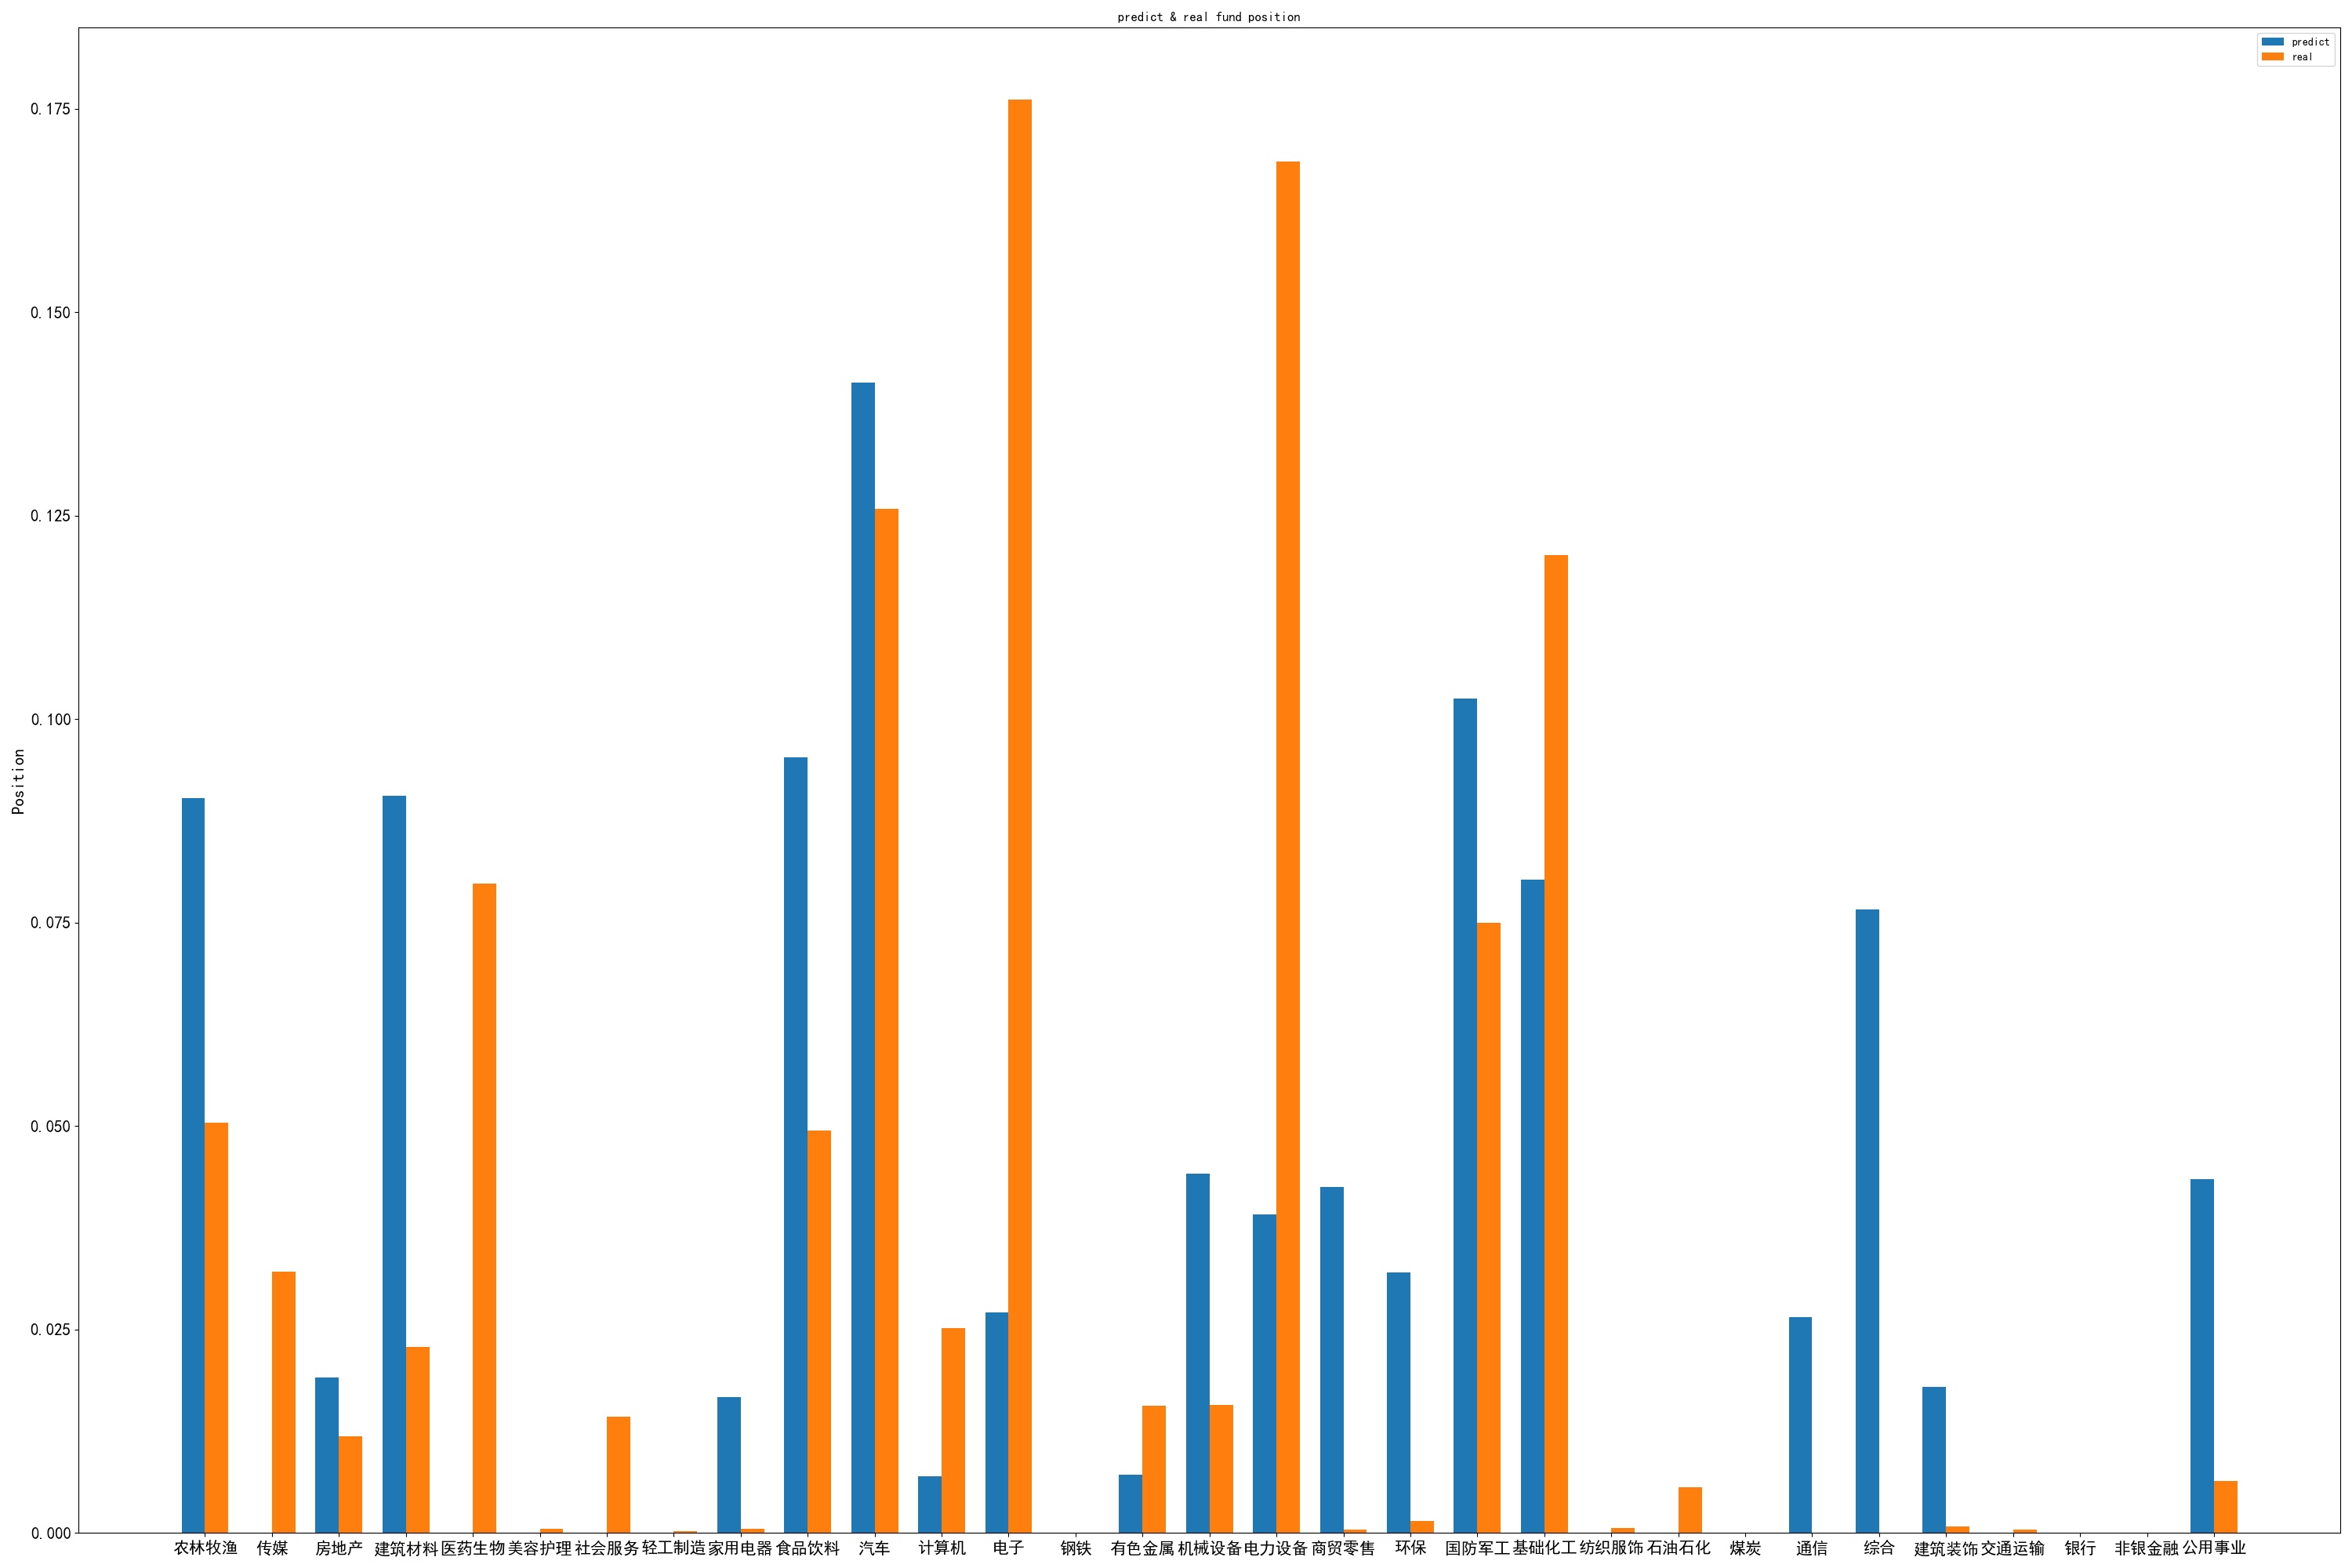 predict & real fund position
predict
real
Position
0.175
0.150
0.125
0.100
0.075
0.050
0.025
0.000
农林牧渔 传媒 房地产 建筑材料 医药生物 美容护理 社会服务 轻工制造 家用电器 食品饮料 汽车 计算机 电子 钢铁 有色金属 机械设备 电力设备 商贸零售 环保 国防军工 基础化工 纺织服饰 石油石化 煤炭 通信 综合 建筑装饰 交通运输 银行 非银金融 公用事业